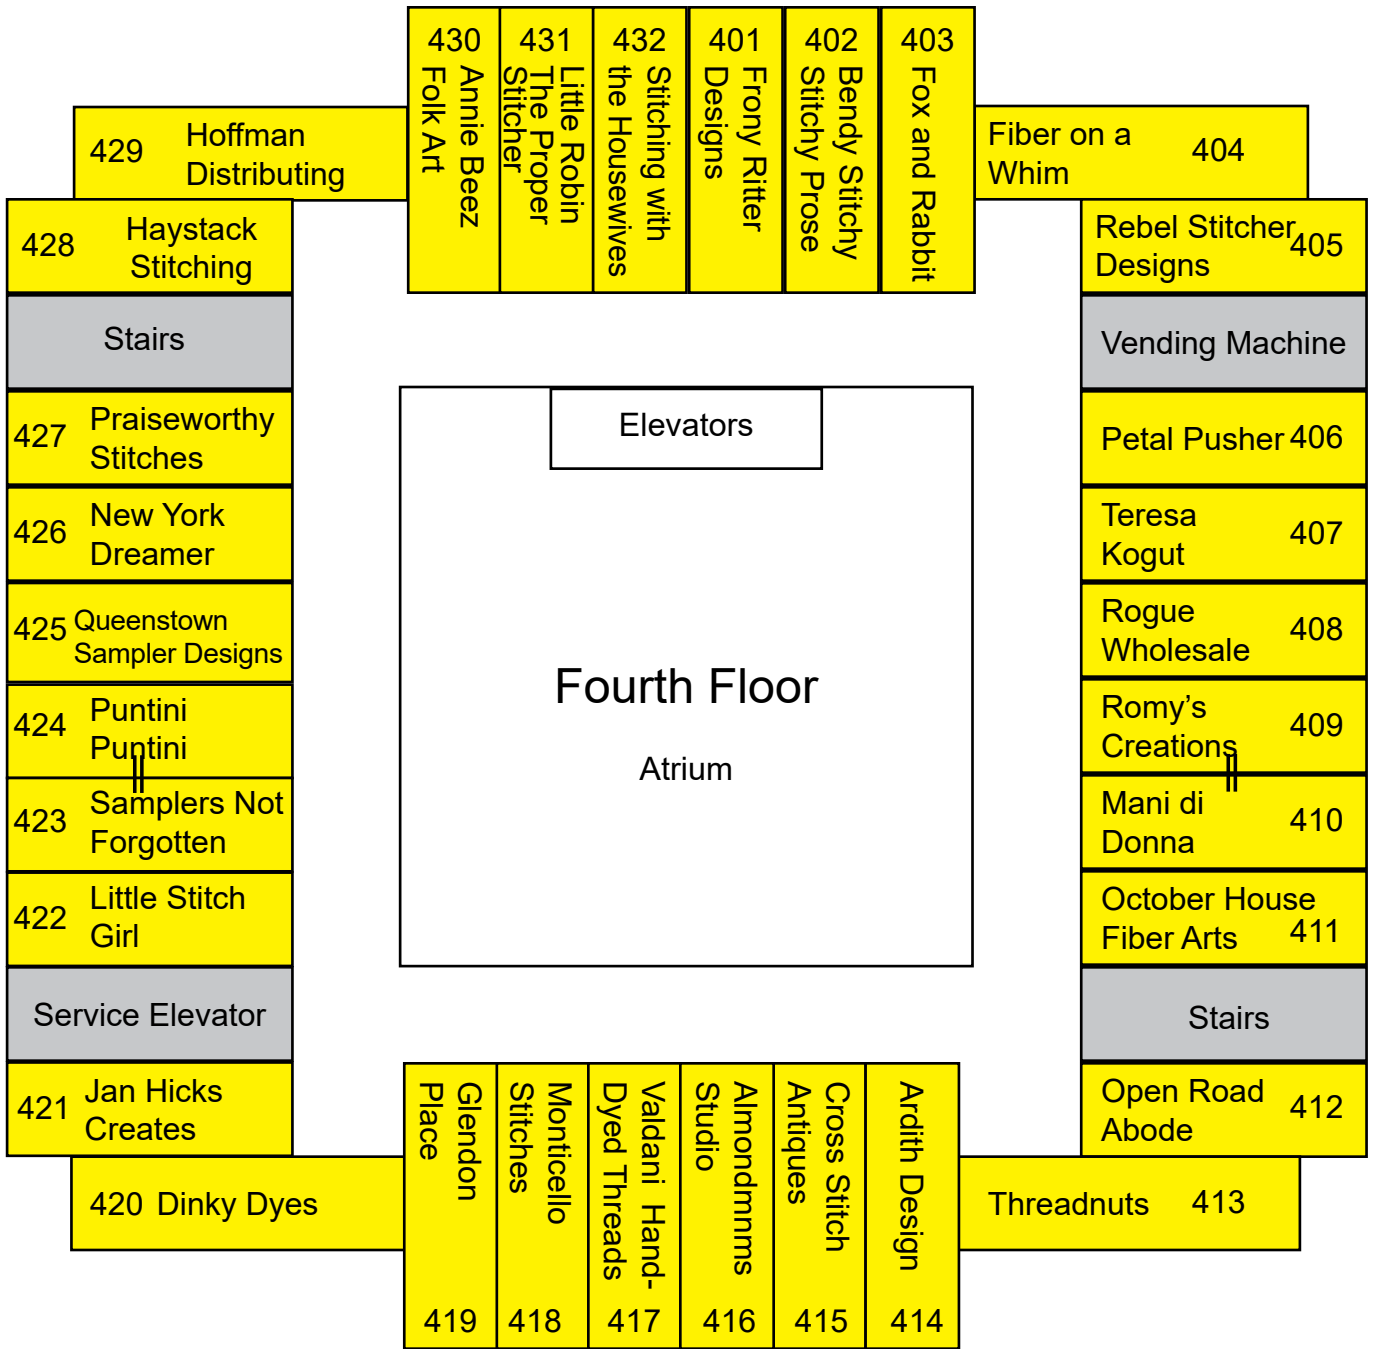 430
Annie Beez
Folk Art
431
Little Robin
The Proper
Stitcher
432
Stitching with
the Housewives
401
Frony Ritter
Designs
402
Bendy Stitchy
Stitchy Prose
403
Fox and Rabbit
429
Hoffman
Distributing
Fiber on a
Whim
404
428
Haystack
Stitching
Rebel Stitcher
Designs
405
Stairs
Vending Machine
Elevators
427
Praiseworthy
Stitches
Petal Pusher 406
426
New York
Dreamer
Teresa
Kogut
407
425
Queenstown
Sampler Designs
Rogue
Wholesale
408
Fourth Floor
Atrium
424
Puntini
Puntini
Romy's
Creations
409
423
Samplers Not
Forgotten
Mani di
Donna
410
422
Little Stitch
Girl
October House
Fiber Arts
411
Service Elevator
Stairs
421
Jan Hicks
Creates
Open Road
Abode
412
420 Dinky Dyes
Glendon
Place
419
Monticello
Stitches
418
Valdani Hand-
Dyed Threads
417
Almondmnms
Studio
416
Cross Stitch
Antiques
415
Ardith Design
414
Threadnuts 413